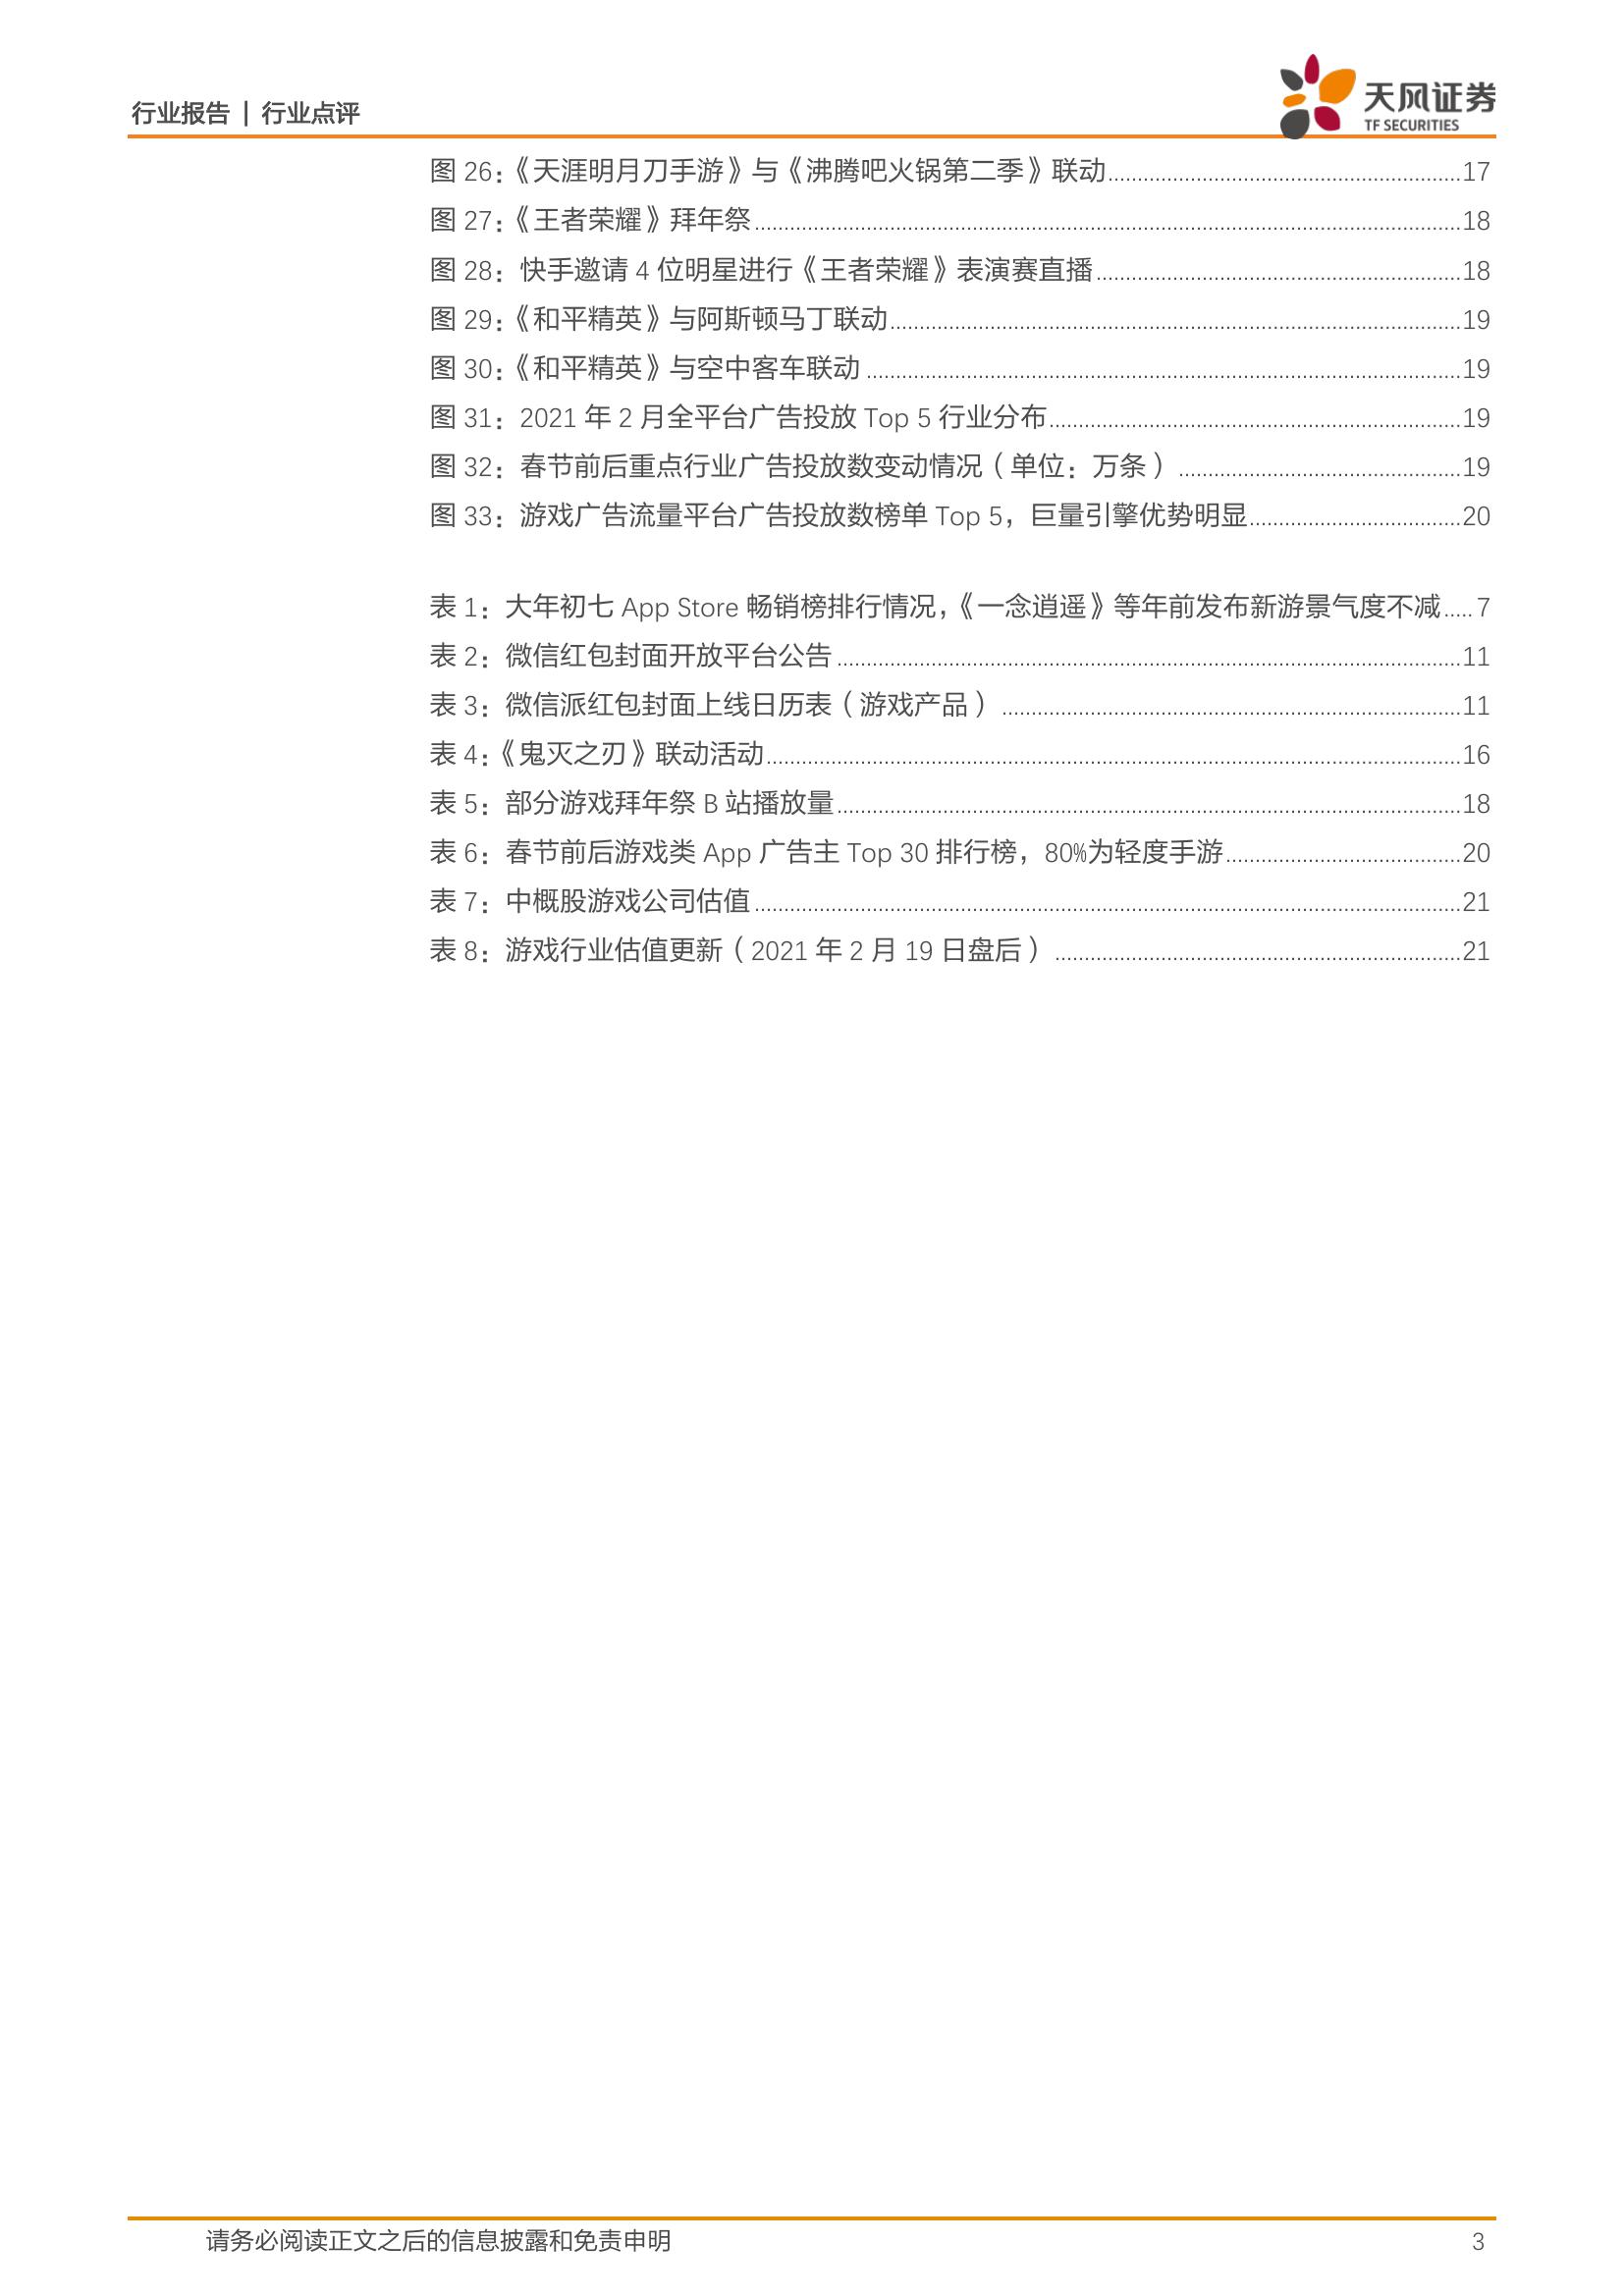 行业报告 | 行业点评
天风证券
TF SECURITIES
图 26：《天涯明月刀手游》与《沸腾吧火锅第二季》联动 17
图 27：《王者荣耀》拜年祭 18
图 28：快手邀请 4 位明星进行《王者荣耀》表演赛直播 18
图 29：《和平精英》与阿斯顿马丁联动 19
图 30：《和平精英》与空中客车联动 19
图 31：2021 年 2 月全平台广告投放 Top 5 行业分布 19
图 32：春节前后重点行业广告投放数变动情况（单位：万条） 19
图 33：游戏广告流量平台广告投放数榜单 Top 5，巨量引擎优势明显 20
表 1：大年初七 App Store 畅销榜排行情况，《一念逍遥》等年前发布新游景气度不减 7
表 2：微信红包封面开放平台公告 11
表 3：微信派红包封面上线日历表（游戏产品） 11
表 4：《鬼灭之刃》联动活动 16
表 5：部分游戏拜年祭 B 站播放量 18
表 6：春节前后游戏类 App 广告主 Top 30 排行榜，80%为轻度手游 20
表 7：中概股游戏公司估值 21
表 8：游戏行业估值更新（2021 年 2 月 19 日盘后） 21
请务必阅读正文之后的信息披露和免责申明 3